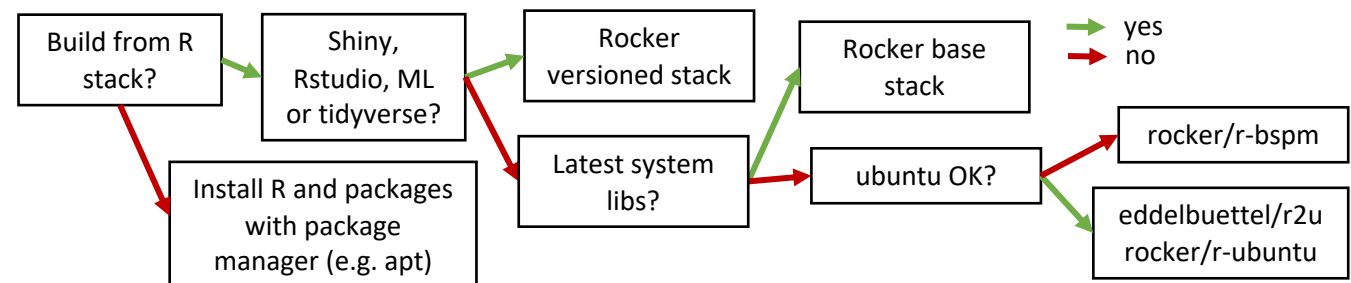 Build from R
stack?
Shiny,
Rstudio, ML
or tidyverse?
Rocker
versioned stack
Rocker base
stack
yes
no
Install R and packages
with package
manager (e.g. apt)
Latest system
libs?
ubuntu OK?
rocker/r-bspm
eddelbuettel/r2u
rocker/r-ubuntu